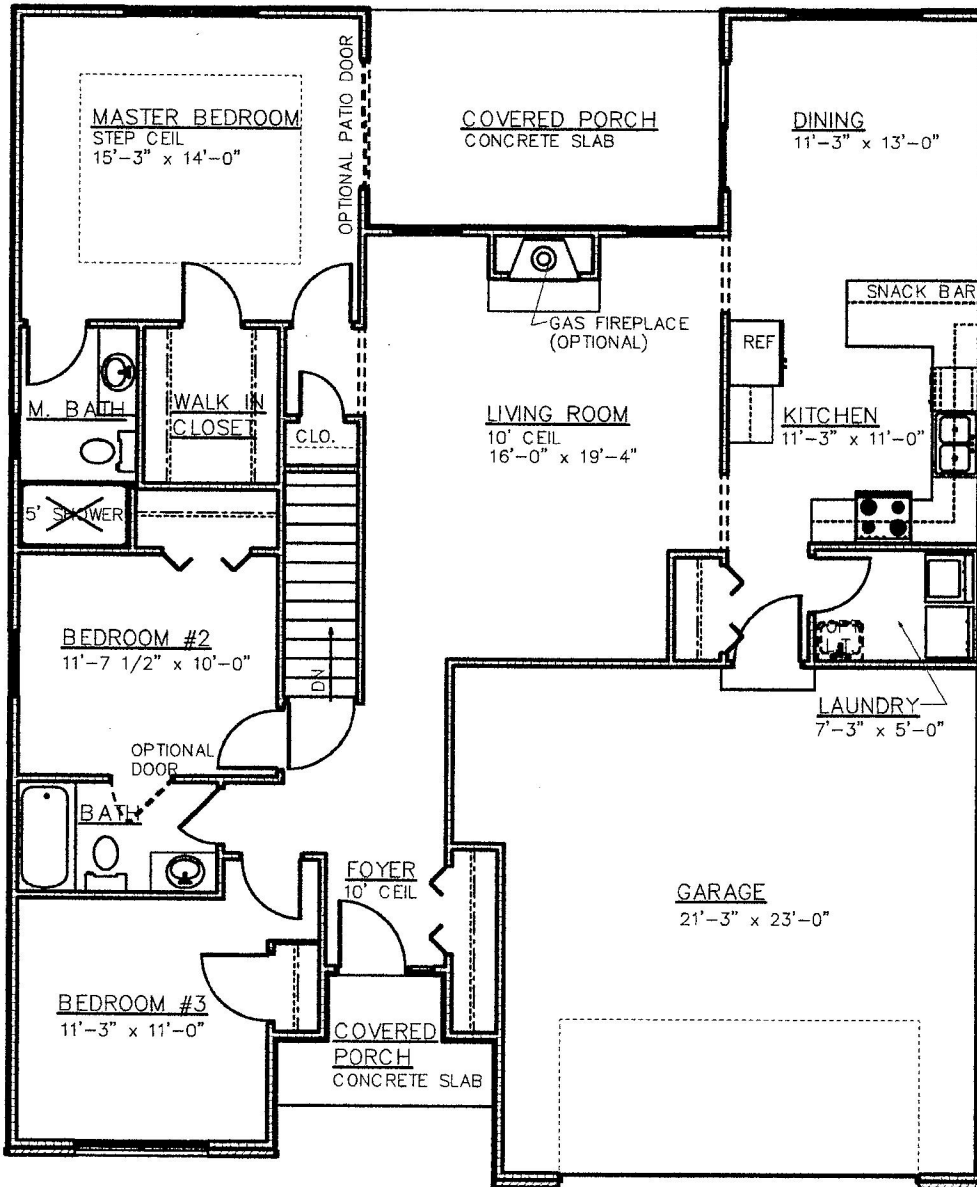 MASTER BEDROOM
STEP CEIL
15'-3" x 14'-0"
OPTIONAL PATIO DOOR
COVERED PORCH
CONCRETE SLAB
DINING
11'-3" x 13'-0"
SNACK BAR
GAS FIREPLACE
(OPTIONAL)
REF
M. BATH
WALK IN
CLOSET
CLO.
LIVING ROOM
10' CEIL
16'-0" x 19'-4"
KITCHEN
11'-3" x 11'-0"
5' SHOWER
BEDROOM #2
11'-7 1/2" x 10'-0"
DN
LAUNDRY
7'-3" x 5'-0"
OPTIONAL
DOOR
BATH
FOYER
10' CEIL
GARAGE
21'-3" x 23'-0"
BEDROOM #3
11'-3" x 11'-0"
COVERED
PORCH
CONCRETE SLAB